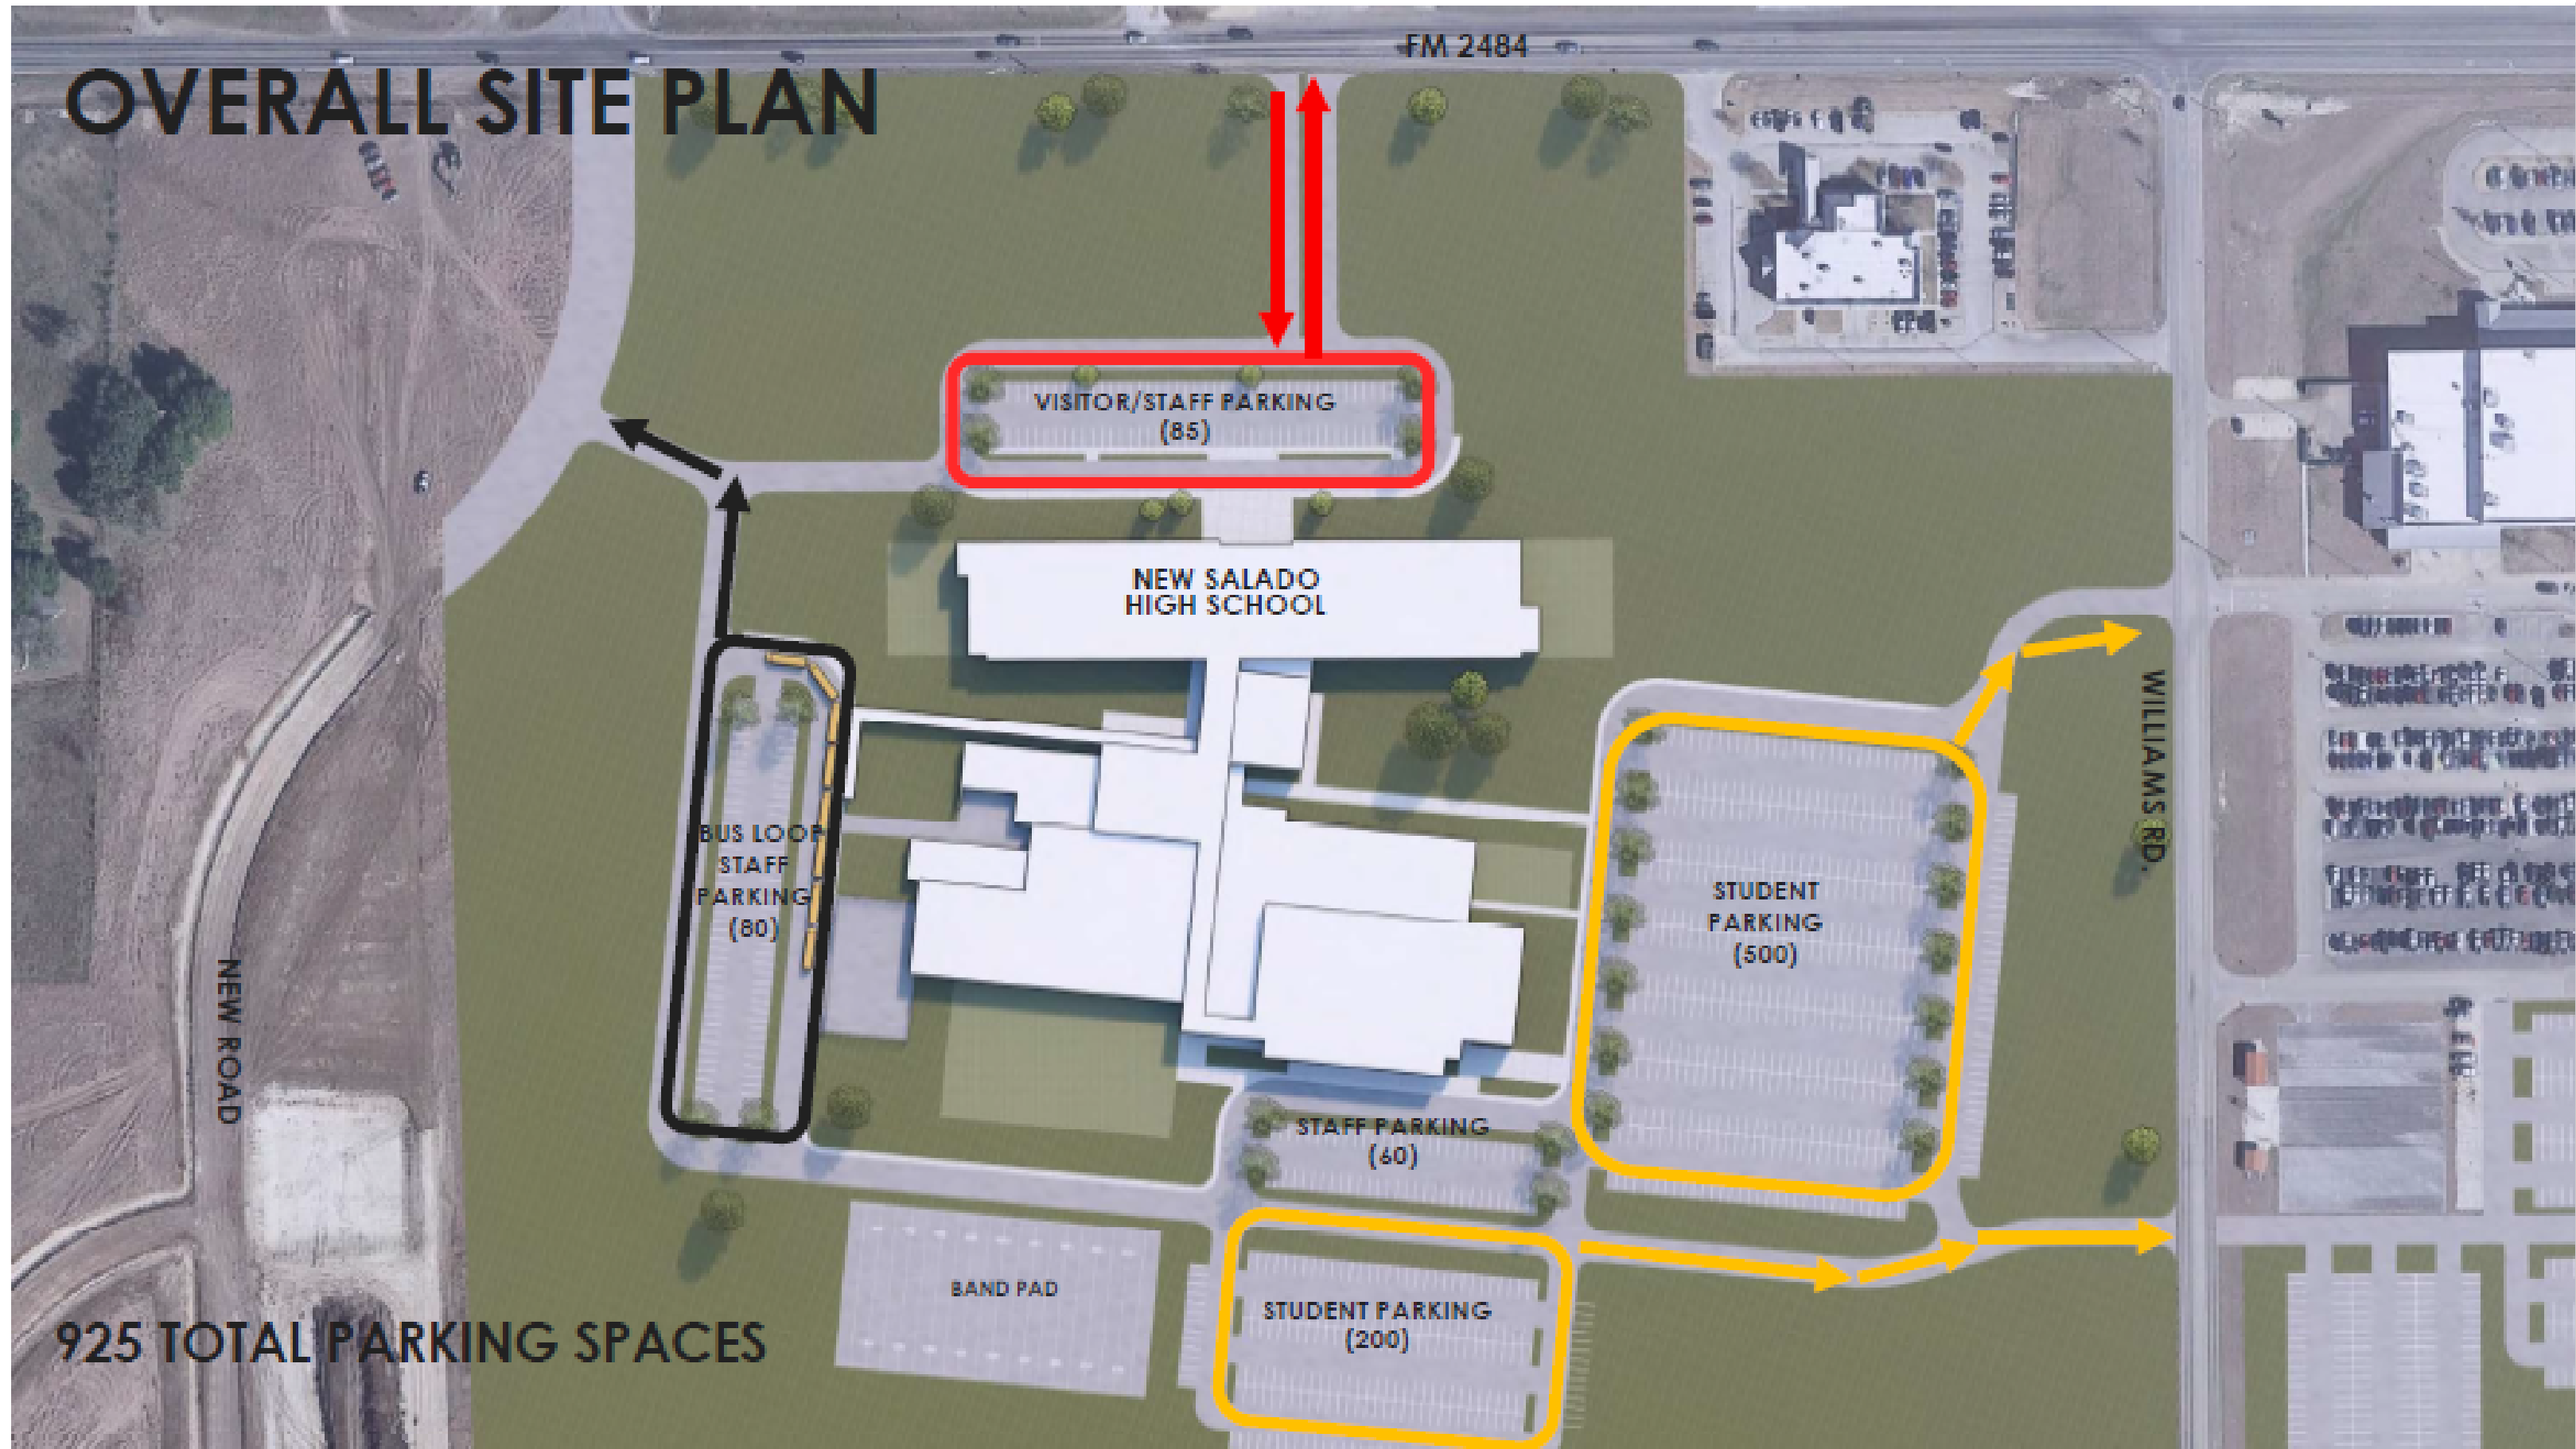 FM 2484
OVERALL SITE PLAN
VISITOR/STAFF PARKING
(85)
NEW SALADO
HIGH SCHOOL
WILLIAMS RD.
BUS LOOP
STAFF
PARKING
(80)
STUDENT
PARKING
(500)
NEW ROAD
STAFF PARKING
(60)
BAND PAD
STUDENT PARKING
(200)
925 TOTAL PARKING SPACES